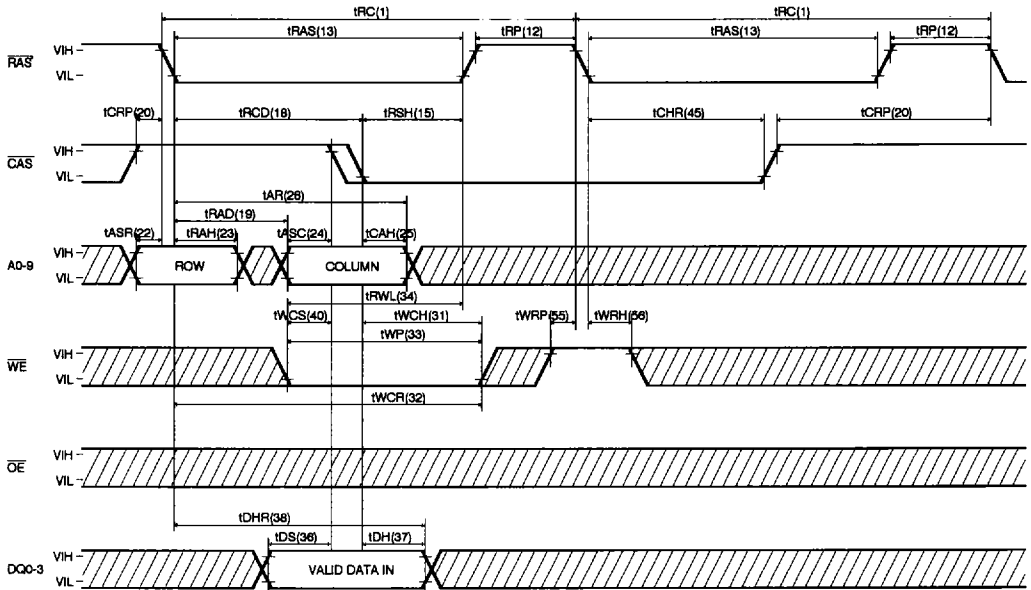 tRC(1) tRC(1)
tRAS(13) tRP(12) tRAS(13) tRP(12)
RAS VIH
VIL
tCRP(20) tRCD(18) tRSH(15) tCHR(45) tCRP(20)
CAS VIH
VIL
tAR(26)
tRAD(19)
tASR(22) tRAH(23) tASC(24) tCAH(25)
A0-9 VIH
VIL
ROW COLUMN
tRWL(34)
tWCS(40) tWCH(31) tWRP(55) tWRH(56)
tWP(33)
WE VIH
VIL
tWCR(32)
OE VIH
VIL
tDHR(38)
tDS(36) tDH(37)
DQ0-3 VIH
VIL
VALID DATA IN